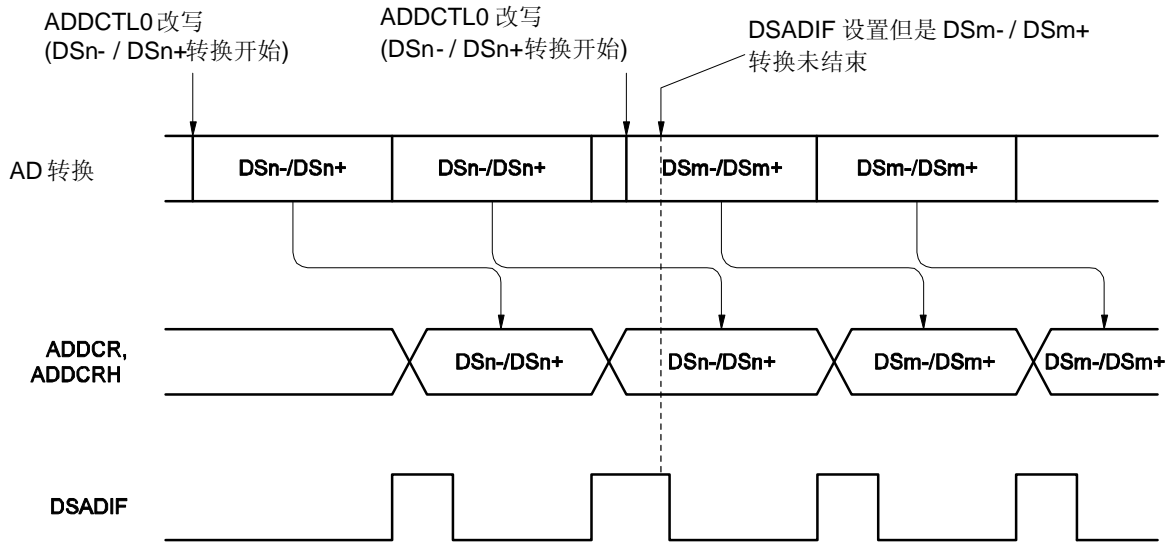 ADDCTL0 改写
(DSn- / DSn+转换开始)
ADDCTL0 改写
(DSn- / DSn+转换开始)
DSADIF 设置但是 DSm- / DSm+
转换未结束
AD 转换
DSn-/DSn+
DSn-/DSn+
DSm-/DSm+
DSm-/DSm+
ADDCR,
ADDCRH
DSn-/DSn+
DSn-/DSn+
DSm-/DSm+
DSm-/DSm+
DSADIF